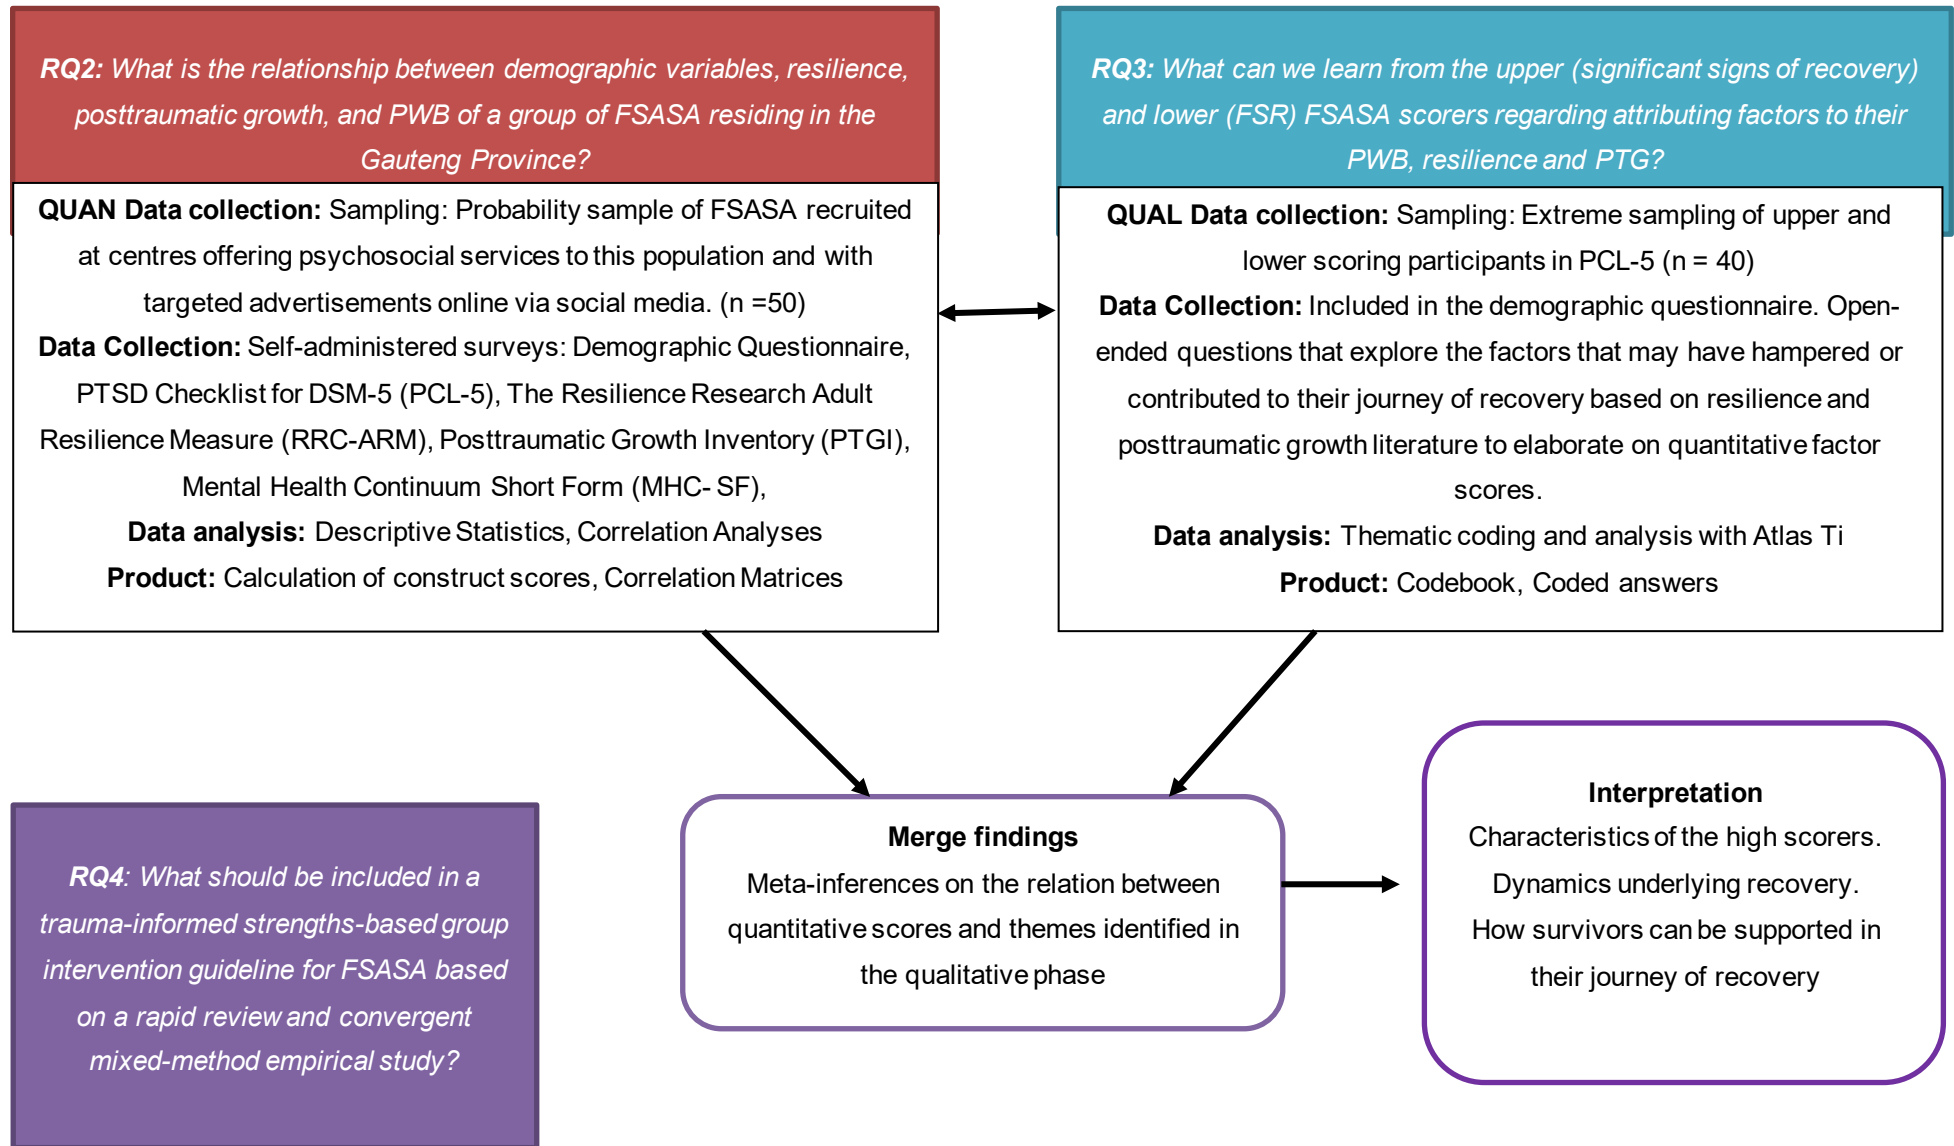 RQ2: What is the relationship between demographic variables, resilience,
posttraumatic growth, and PWB of a group of FSASA residing in the
Gauteng Province?
QUAN Data collection: Sampling: Probability sample of FSASA recruited
at centres offering psychosocial services to this population and with
targeted advertisements online via social media. (n =50)
Data Collection: Self-administered surveys: Demographic Questionnaire,
PTSD Checklist for DSM-5 (PCL-5), The Resilience Research Adult
Resilience Measure (RRC-ARM), Posttraumatic Growth Inventory (PTGI),
Mental Health Continuum Short Form (MHC- SF),
Data analysis: Descriptive Statistics, Correlation Analyses
Product: Calculation of construct scores, Correlation Matrices
RQ3: What can we learn from the upper (significant signs of recovery)
and lower (FSR) FSASA scorers regarding attributing factors to their
PWB, resilience and PTG?
QUAL Data collection: Sampling: Extreme sampling of upper and
lower scoring participants in PCL-5 (n = 40)
Data Collection: Included in the demographic questionnaire. Open-
ended questions that explore the factors that may have hampered or
contributed to their journey of recovery based on resilience and
posttraumatic growth literature to elaborate on quantitative factor
scores.
Data analysis: Thematic coding and analysis with Atlas Ti
Product: Codebook, Coded answers
RQ4: What should be included in a
trauma-informed strengths-based group
intervention guideline for FSASA based
on a rapid review and convergent
mixed-method empirical study?
Merge findings
Meta-inferences on the relation between
quantitative scores and themes identified in
the qualitative phase
Interpretation
Characteristics of the high scorers.
Dynamics underlying recovery.
How survivors can be supported in
their journey of recovery